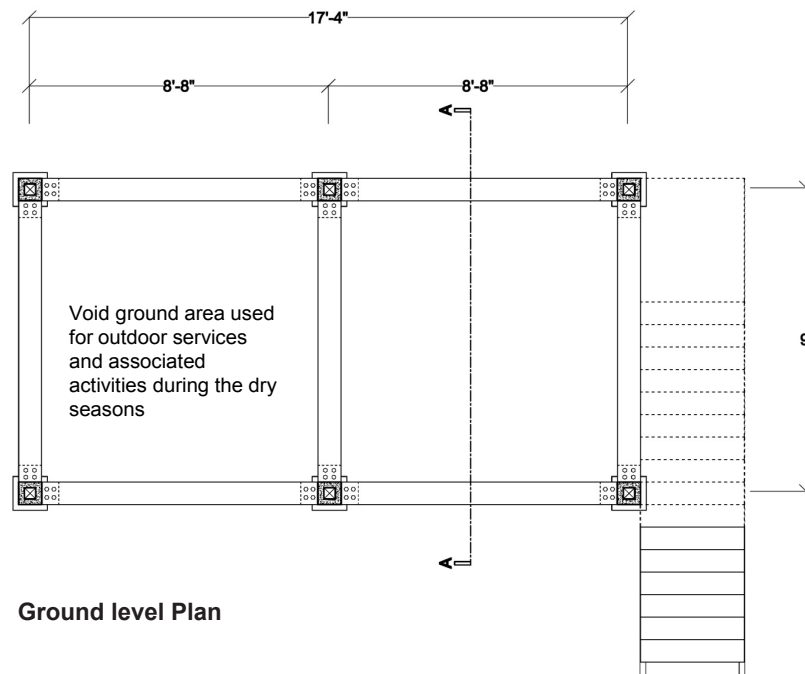 17'-4"
8'-8" 8'-8"
A
Void ground area used
for outdoor services
and associated
activities during the dry
seasons
9
A
Ground level Plan